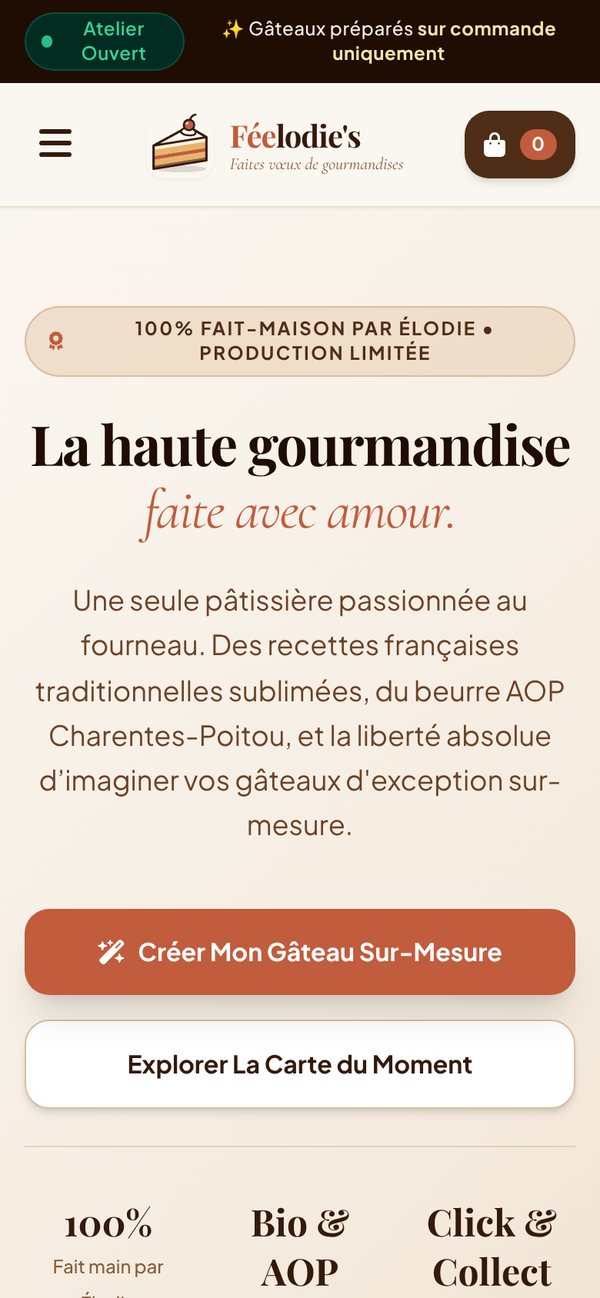 Atelier
Ouvert
✨ Gâteaux préparés sur commande
uniquement
Féelodie's
Faites vœux de gourmandises
0
100% FAIT-MAISON PAR ÉLODIE •
PRODUCTION LIMITÉE
La haute gourmandise
faite avec amour.
Une seule pâtissière passionnée au
fourneau. Des recettes françaises
traditionnelles sublimées, du beurre AOP
Charentes-Poitou, et la liberté absolue
d’imaginer vos gâteaux d'exception sur-
mesure.
Créer Mon Gâteau Sur-Mesure
Explorer La Carte du Moment
100%
Fait main par
Bio &
AOP
Click &
Collect